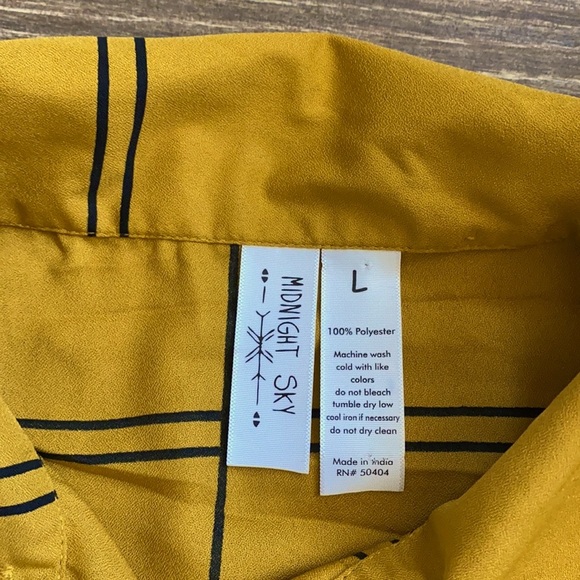 MIDNIGHT SKY
L
100% Polyester
Machine wash
cold with like
colors
do not bleach
tumble dry low
cool iron if necessary
do not dry clean
Made in India
RN# 50404